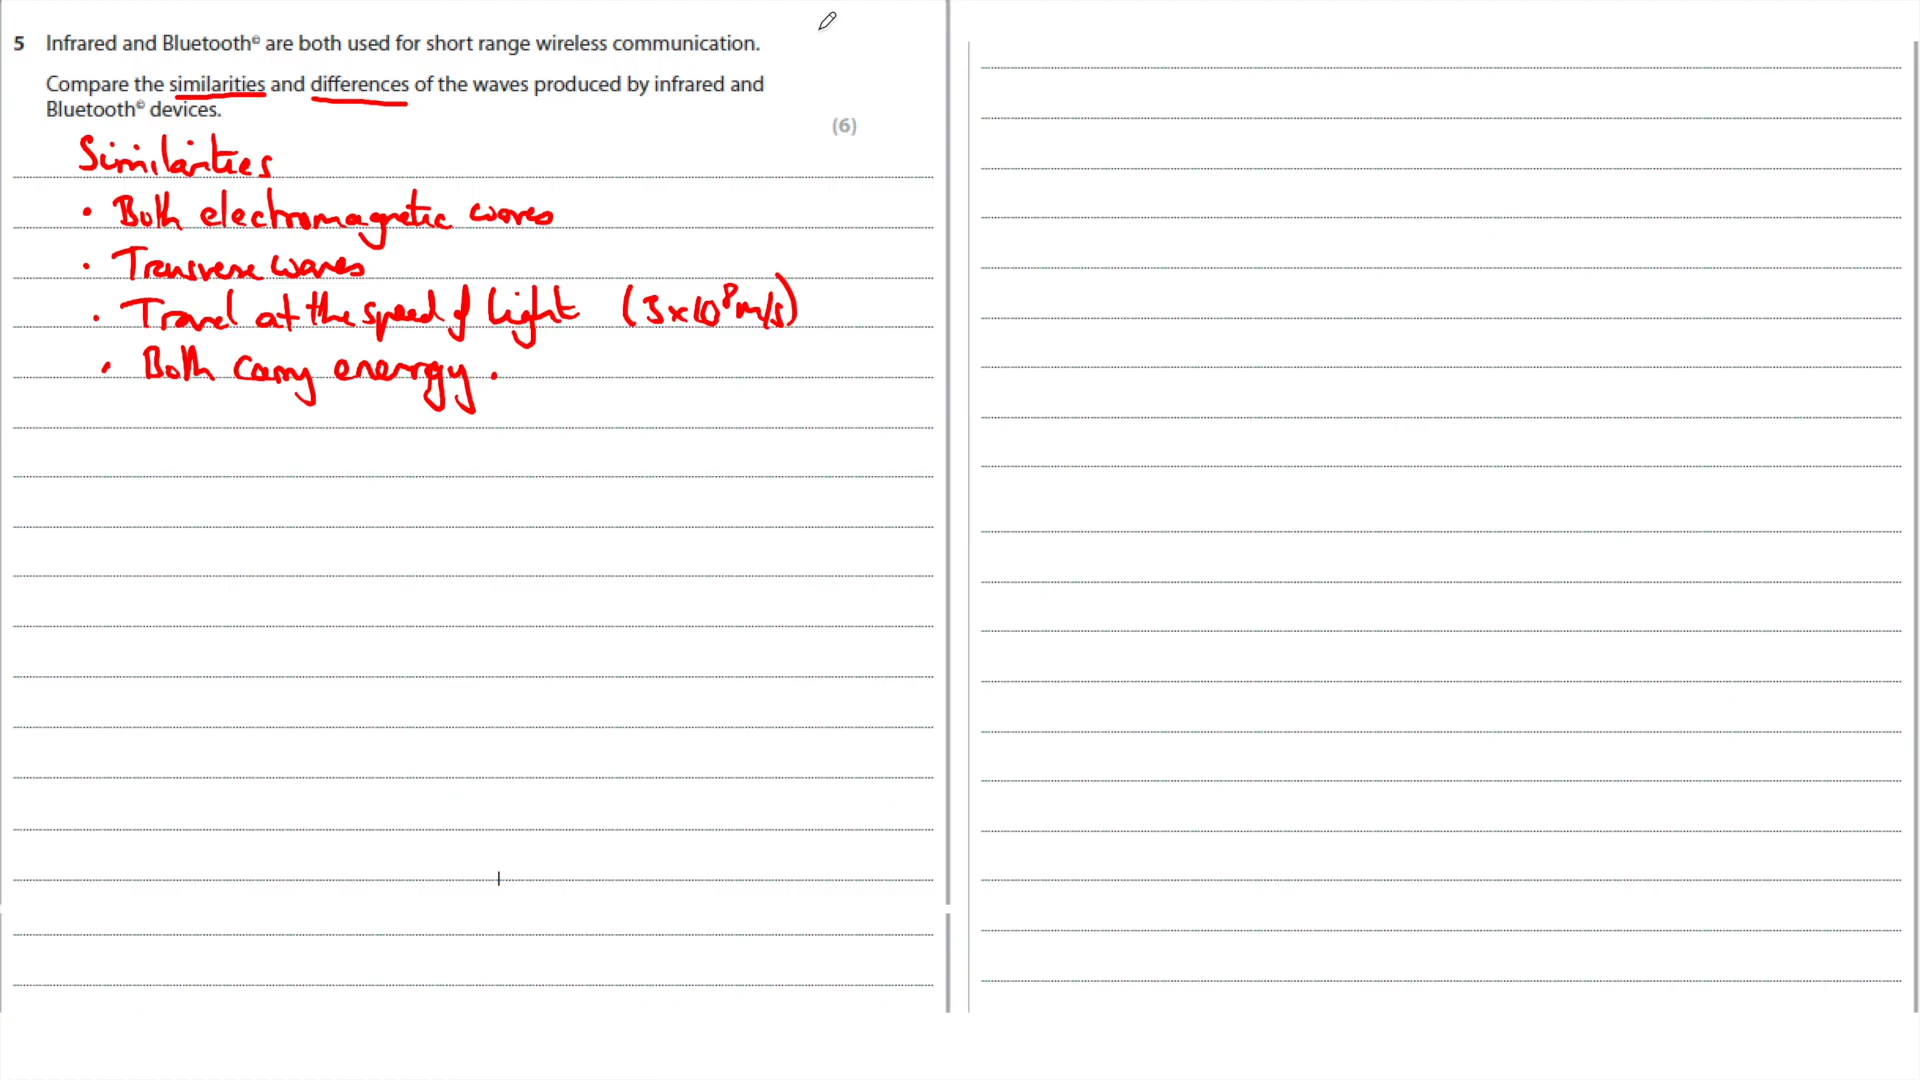 5 Infrared and Bluetooth© are both used for short range wireless communication.
Compare the similarities and differences of the waves produced by infrared and
Bluetooth© devices.
(6)
Similarities
• Both electromagnetic waves
• Transverse waves
• Travel at the speed of light (3x10⁸m/s)
• Both carry energy.